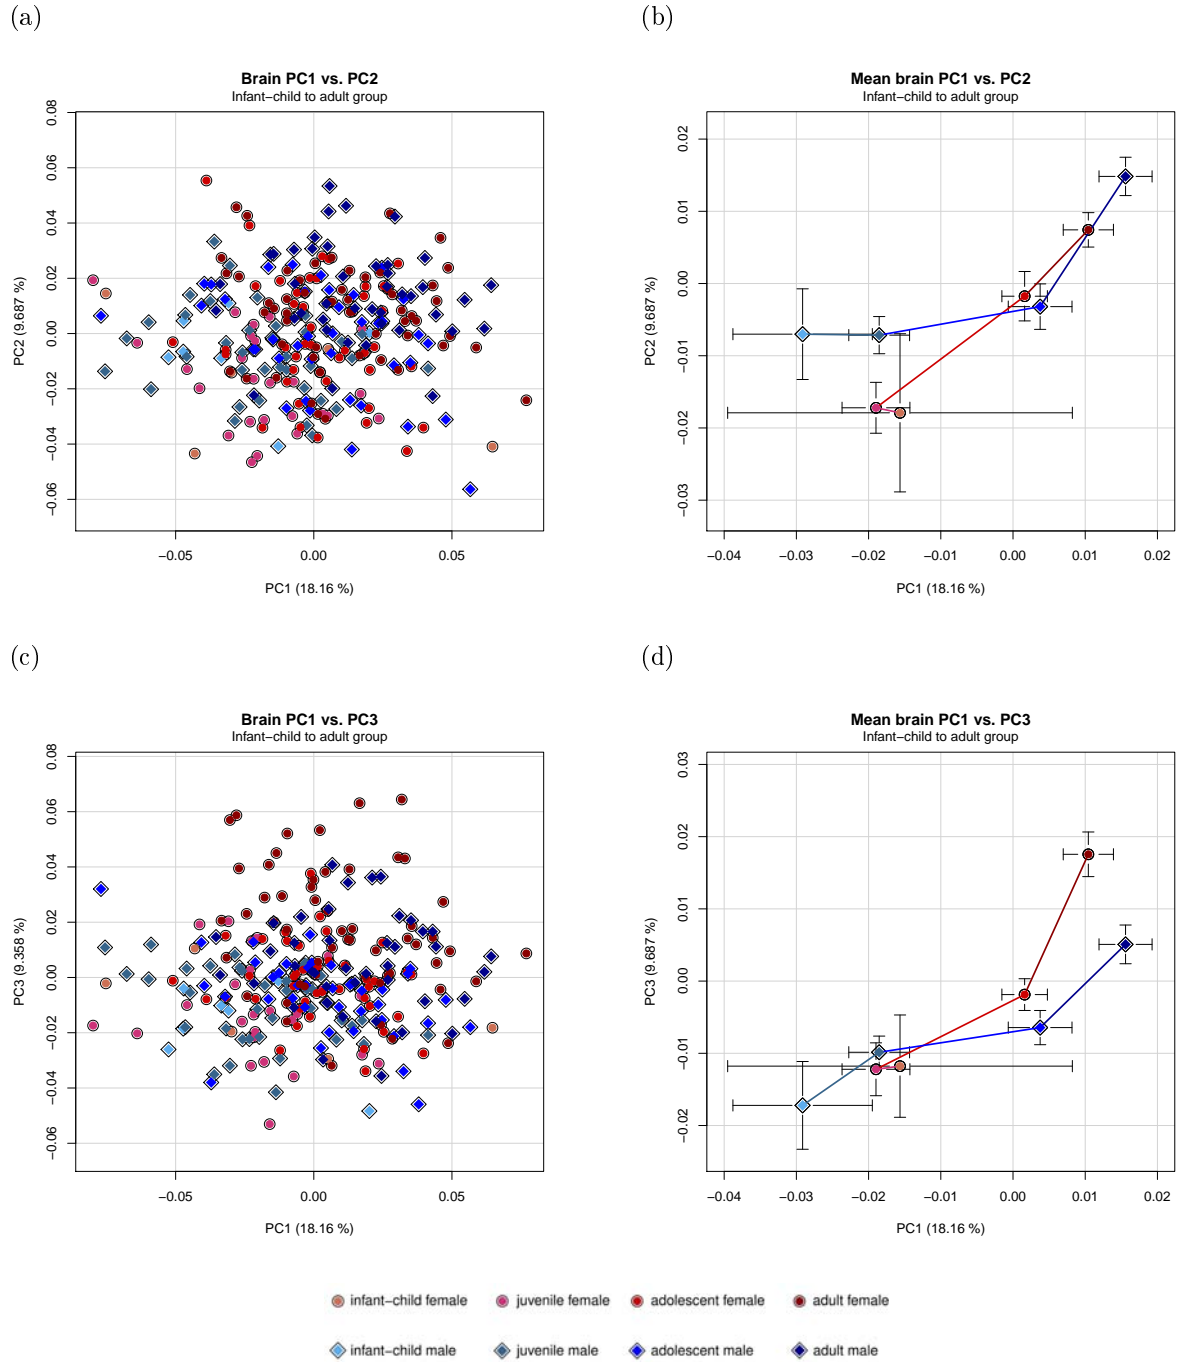 (a)
(b)
Brain PC1 vs. PC2
Infant−child to adult group
Mean brain PC1 vs. PC2
Infant−child to adult group
PC2 (9.687 %)
0.08
0.06
0.04
0.02
0.00
−0.02
−0.04
−0.06
−0.05 0.00 0.05
PC1 (18.16 %)
PC2 (9.687 %)
0.02
0.01
0.00
−0.01
−0.02
−0.03
−0.04 −0.03 −0.02 −0.01 0.00 0.01 0.02
PC1 (18.16 %)
(c)
(d)
Brain PC1 vs. PC3
Infant−child to adult group
Mean brain PC1 vs. PC3
Infant−child to adult group
PC3 (9.358 %)
0.08
0.06
0.04
0.02
0.00
−0.02
−0.04
−0.06
−0.05 0.00 0.05
PC1 (18.16 %)
PC3 (9.687 %)
0.03
0.02
0.01
0.00
−0.01
−0.02
−0.04 −0.03 −0.02 −0.01 0.00 0.01 0.02
PC1 (18.16 %)
infant−child female juvenile female adolescent female adult female
infant−child male juvenile male adolescent male adult male